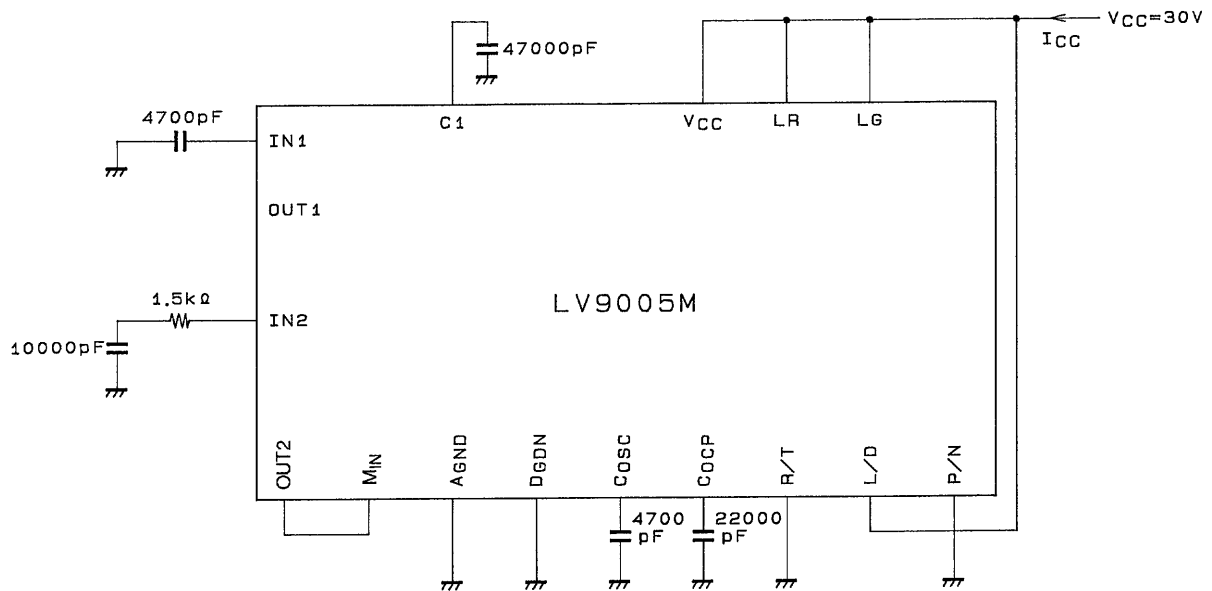 VCC=30V
ICC
47000pF
4700pF
C1
VCC
LR
LG
IN1
OUT1
1.5kΩ
IN2
10000pF
LV9005M
OUT2
MIN
AGND
DGDN
COSC
COCP
R/T
L/D
P/N
4700
pF
22000
pF